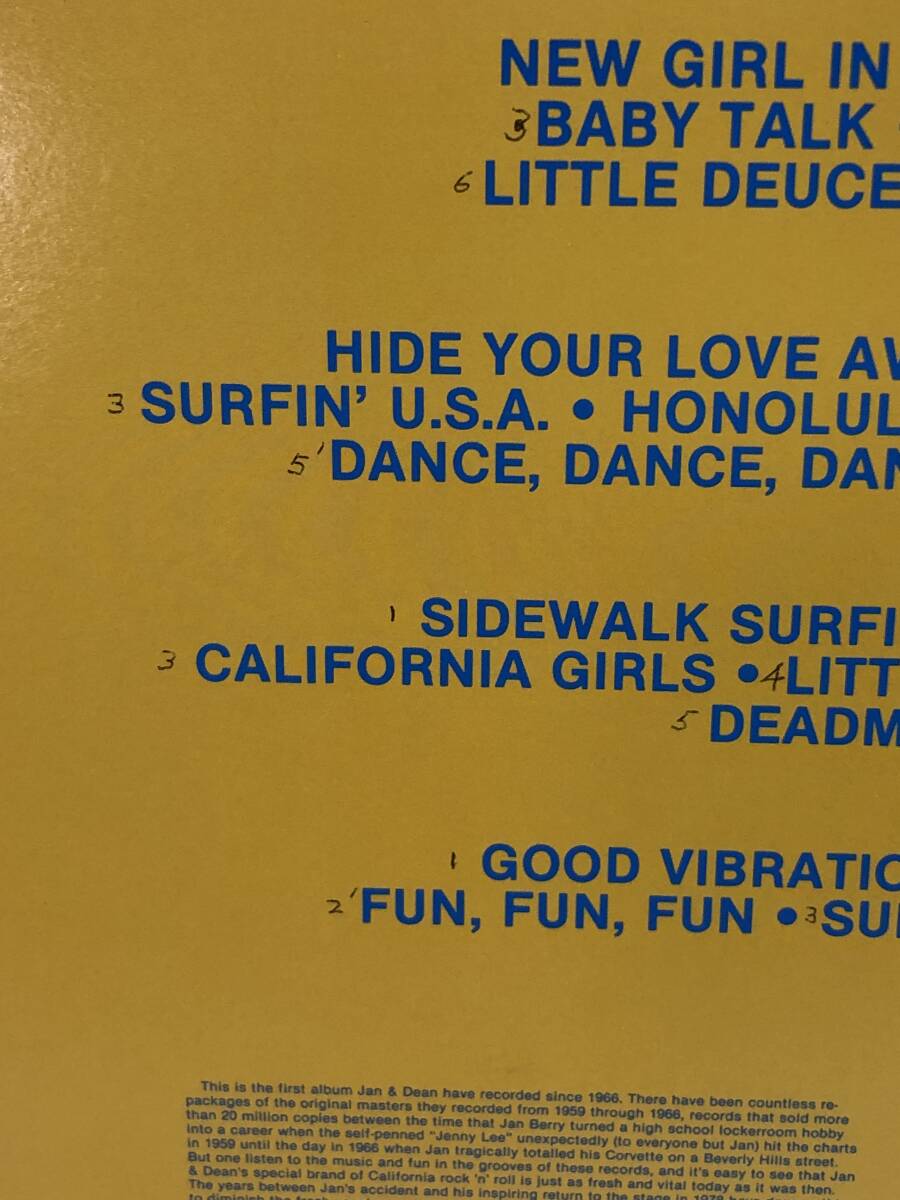 NEW GIRL IN
3 BABY TALK
6 LITTLE DEUCE
HIDE YOUR LOVE
3 SURFIN' U.S.A. • HONOLUL
5' DANCE, DANCE, DAN
1 SIDEWALK SURFI
3 CALIFORNIA GIRLS • 4 LITT
5 DEADM
1 GOOD VIBRATIO
2' FUN, FUN, FUN • 3 SU
This is the first album Jan & Dean have recorded since 1966. There have been countless re-
packages of the original masters they recorded from 1959 through 1966, records that sold more
than 20 million copies between the time that Jan Berry turned a high school lockerroom hobby
into a career when the self-penned "Jenny Lee" unexpectedly (to everyone but Jan) hit the charts
in 1959 until the day in 1966 when Jan tragically totalled his Corvette on a Beverly Hills street.
But one listen to the music and fun in the grooves of these records, and it's easy to see that Jan
& Dean's special brand of California rock 'n' roll is just as fresh and vital today as it was then.
The years between Jan's accident and his inspiring return to the stage in 1978